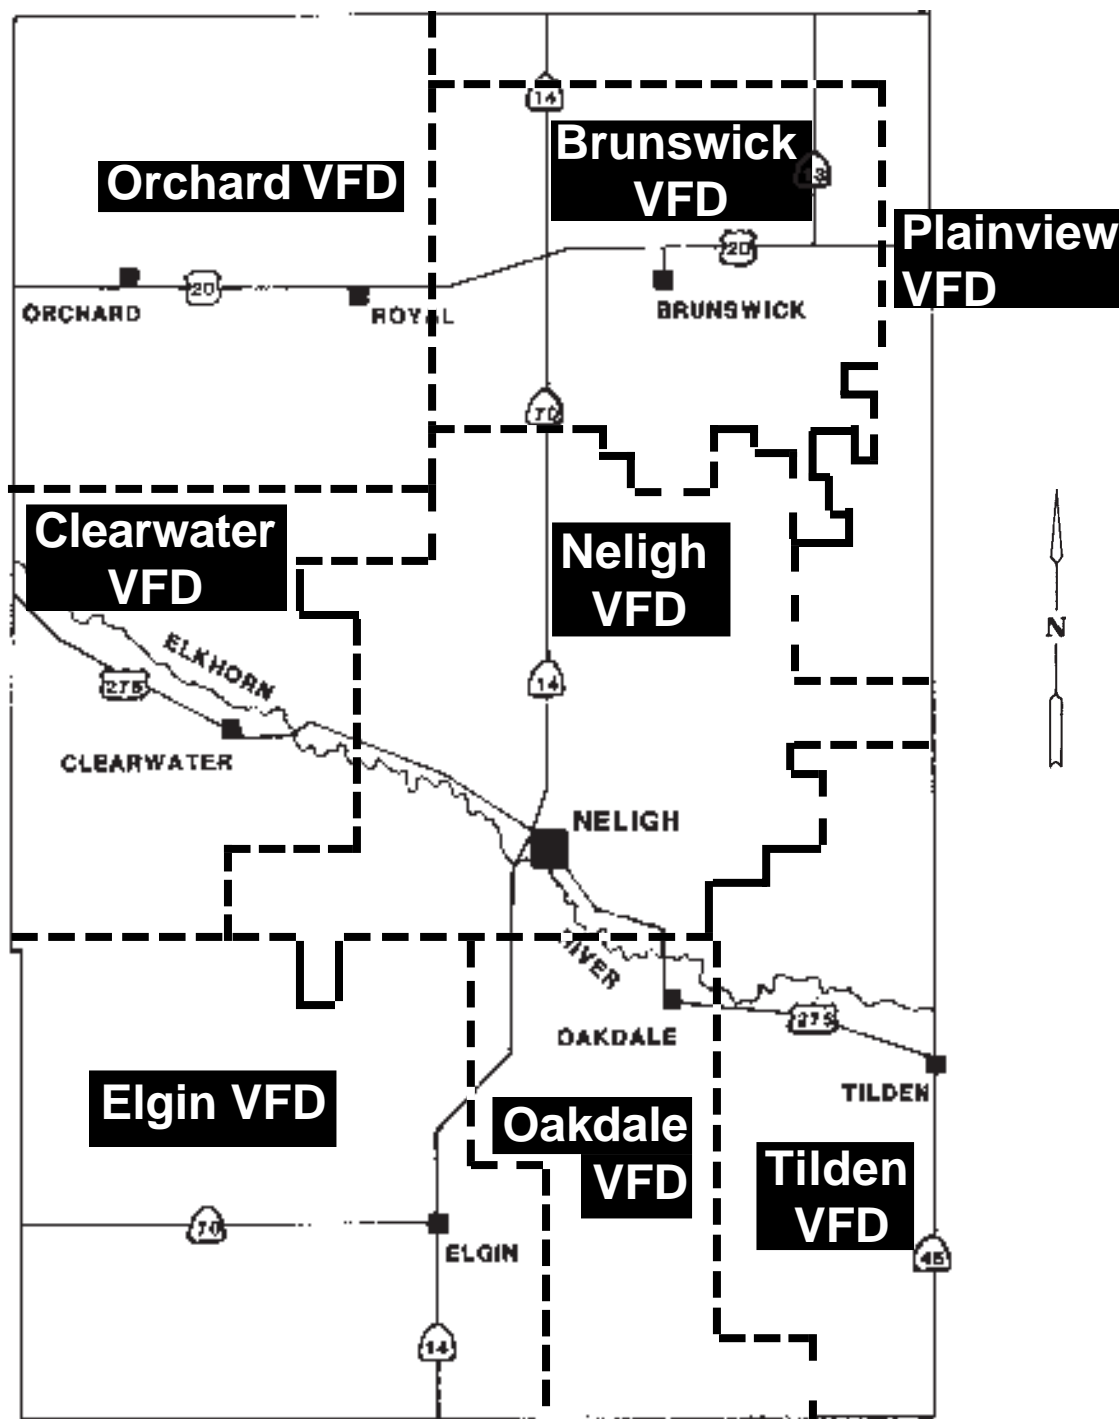 14
Brunswick
VFD
13
Orchard VFD
Plainview
VFD
20
20
ORCHARD
ROYAL
BRUNSWICK
70
Clearwater
VFD
Neligh
VFD
N
ELKHORN
275
14
CLEARWATER
NELIGH
RIVER
OAKDALE
275
TILDEN
Elgin VFD
Oakdale
VFD
Tilden
VFD
70
ELGIN
45
14